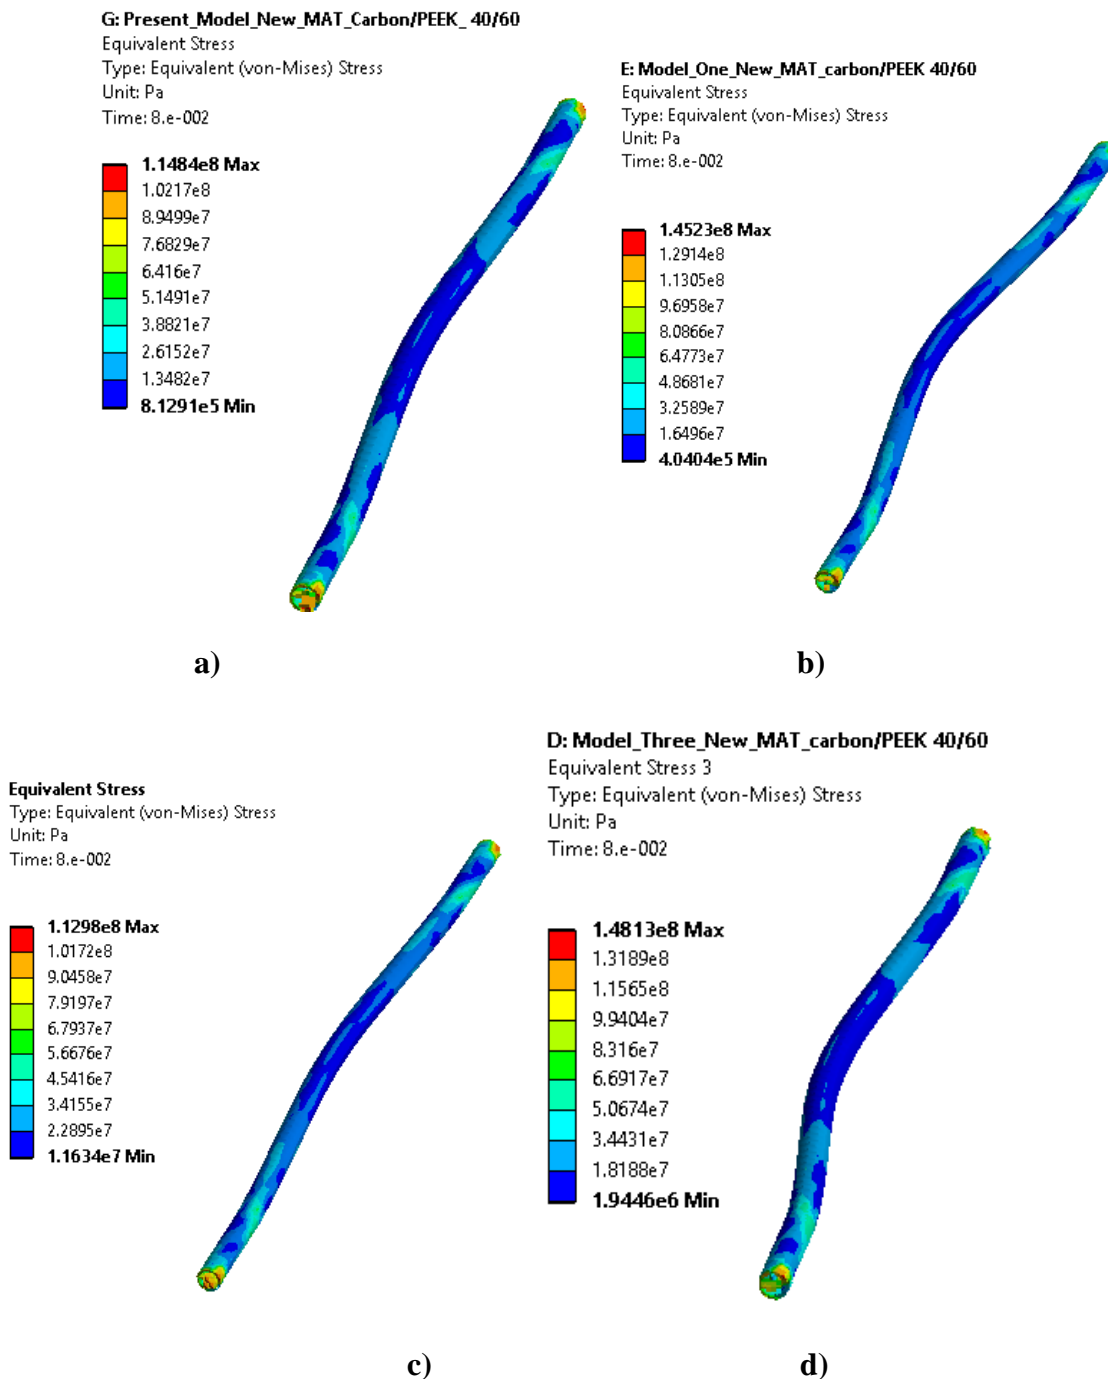 G: Present_Model_New_MAT_Carbon/PEEK_ 40/60
Equivalent Stress
Type: Equivalent (von-Mises) Stress
Unit: Pa
Time: 8.e-002
1.1484e8 Max
1.0217e8
8.9499e7
7.6829e7
6.416e7
5.1491e7
3.8821e7
2.6152e7
1.3482e7
8.1291e5 Min
a)
E: Model_One_New_MAT_carbon/PEEK 40/60
Equivalent Stress
Type: Equivalent (von-Mises) Stress
Unit: Pa
Time: 8.e-002
1.4523e8 Max
1.2914e8
1.1305e8
9.6958e7
8.0866e7
6.4773e7
4.8681e7
3.2589e7
1.6496e7
4.0404e5 Min
b)
Equivalent Stress
Type: Equivalent (von-Mises) Stress
Unit: Pa
Time: 8.e-002
1.1298e8 Max
1.0172e8
9.0458e7
7.9197e7
6.7937e7
5.6676e7
4.5416e7
3.4155e7
2.2895e7
1.1634e7 Min
c)
D: Model_Three_New_MAT_carbon/PEEK 40/60
Equivalent Stress 3
Type: Equivalent (von-Mises) Stress
Unit: Pa
Time: 8.e-002
1.4813e8 Max
1.3189e8
1.1565e8
9.9404e7
8.316e7
6.6917e7
5.0674e7
3.4431e7
1.8188e7
1.9446e6 Min
d)